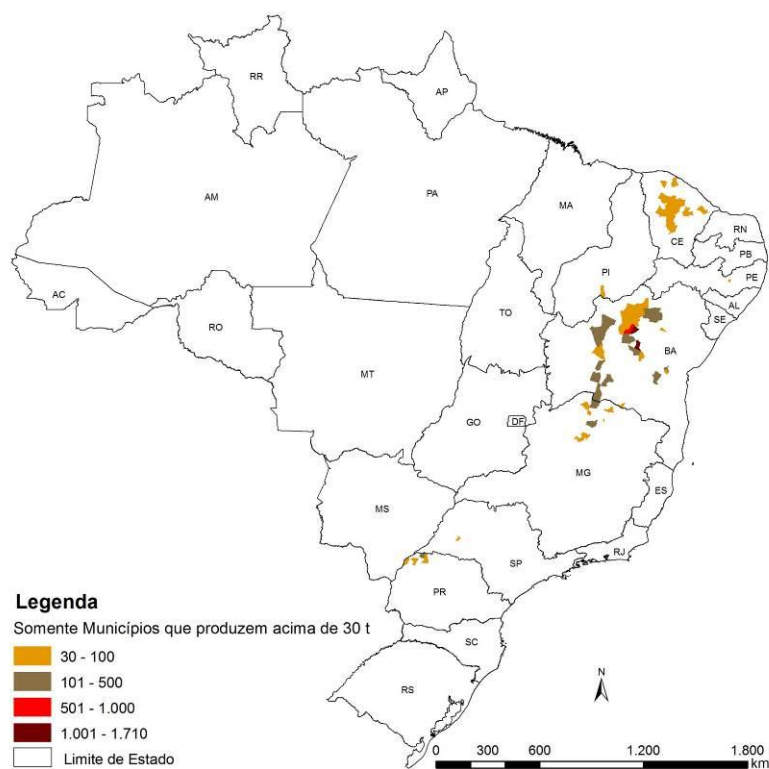 RR
AP
AM
PA
MA
CE
RN
PB
PE
PI
AL
SE
AC
TO
RO
BA
MT
GO
DF
MG
ES
MS
SP
RJ
PR
SC
RS
Legenda
Somente Municípios que produzem acima de 30 t
30 - 100
101 - 500
501 - 1.000
1.001 - 1.710
Limite de Estado
N
0 300 600 1.200 1.800
km